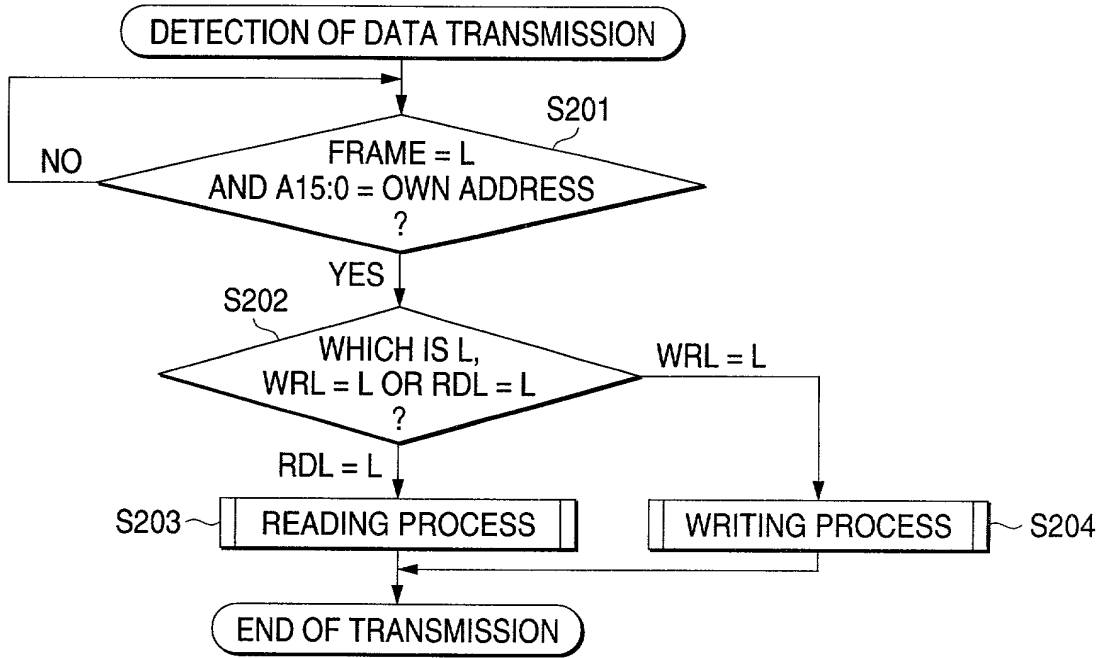 DETECTION OF DATA TRANSMISSION
S201
FRAME = L
AND A15:0 = OWN ADDRESS
?
NO
YES
S202
WHICH IS L,
WRL = L OR RDL = L
?
WRL = L
RDL = L
S203
READING PROCESS
WRITING PROCESS
S204
END OF TRANSMISSION